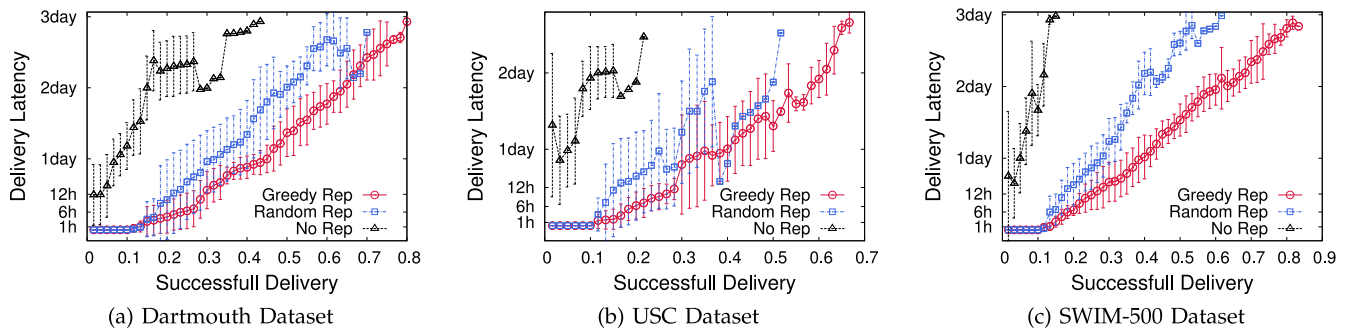 3day
2day
1day
12h
6h
1h
Delivery Latency
Greedy Rep
Random Rep
No Rep
0 0.1 0.2 0.3 0.4 0.5 0.6 0.7 0.8
Successfull Delivery
(a) Dartmouth Dataset
2day
1day
12h
6h
1h
Delivery Latency
Greedy Rep
Random Rep
No Rep
0 0.1 0.2 0.3 0.4 0.5 0.6 0.7
Successfull Delivery
(b) USC Dataset
3day
2day
1day
12h
6h
1h
Delivery Latency
Greedy Rep
Random Rep
No Rep
0 0.1 0.2 0.3 0.4 0.5 0.6 0.7 0.8 0.9
Successfull Delivery
(c) SWIM-500 Dataset